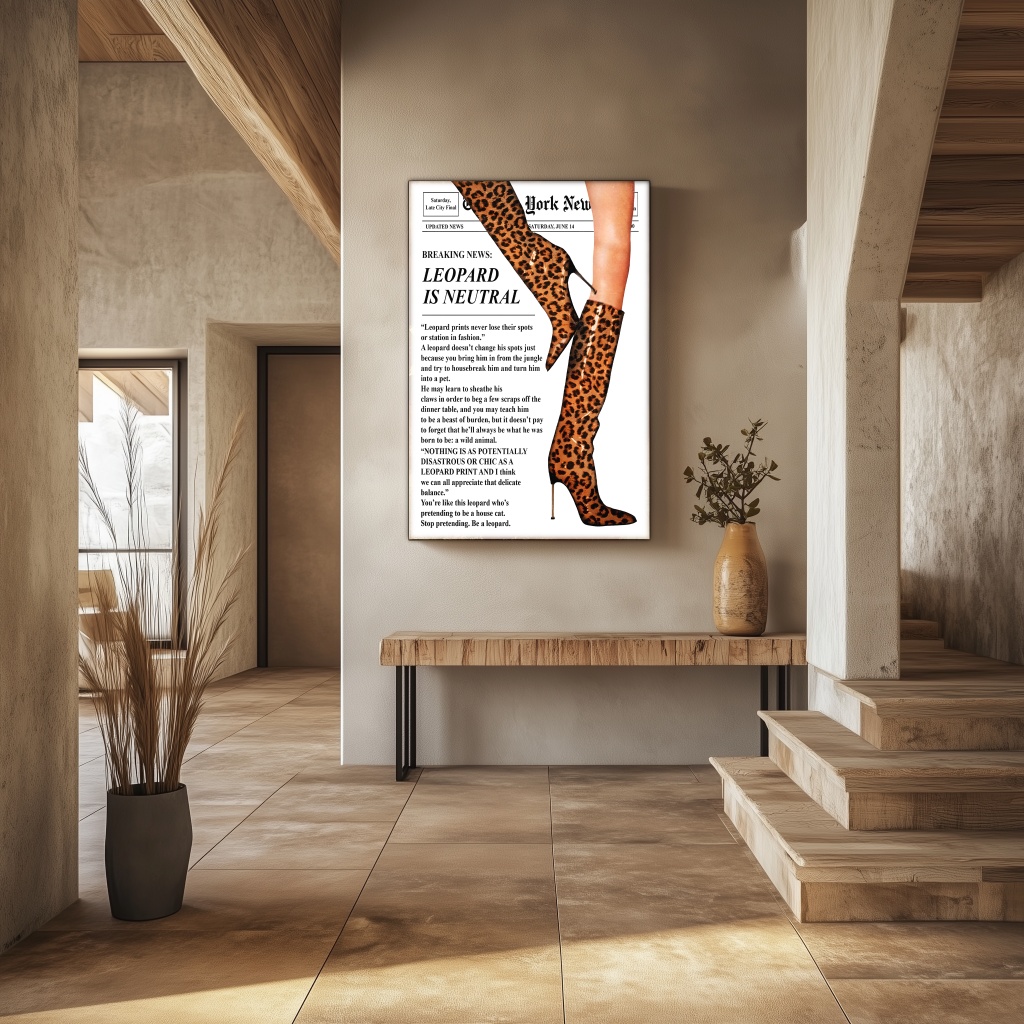 Saturday,
Late City Final
York New
UPDATED NEWS
SATURDAY, JUNE 14
BREAKING NEWS:
LEOPARD
IS NEUTRAL
“Leopard prints never lose their spots
or station in fashion.”
A leopard doesn’t change his spots just
because you bring him in from the jungle
and try to housebreak him and turn him
into a pet.
He may learn to sheathe his
claws in order to beg a few scraps off the
dinner table, and you may teach him
to be a beast of burden, but it doesn’t pay
to forget that he’ll always be what he was
born to be: a wild animal.
“NOTHING IS AS POTENTIALLY
DISASTROUS OR CHIC AS A
LEOPARD PRINT AND I think
we can all appreciate that delicate
balance.”
You’re like this leopard who’s
pretending to be a house cat.
Stop pretending. Be a leopard.